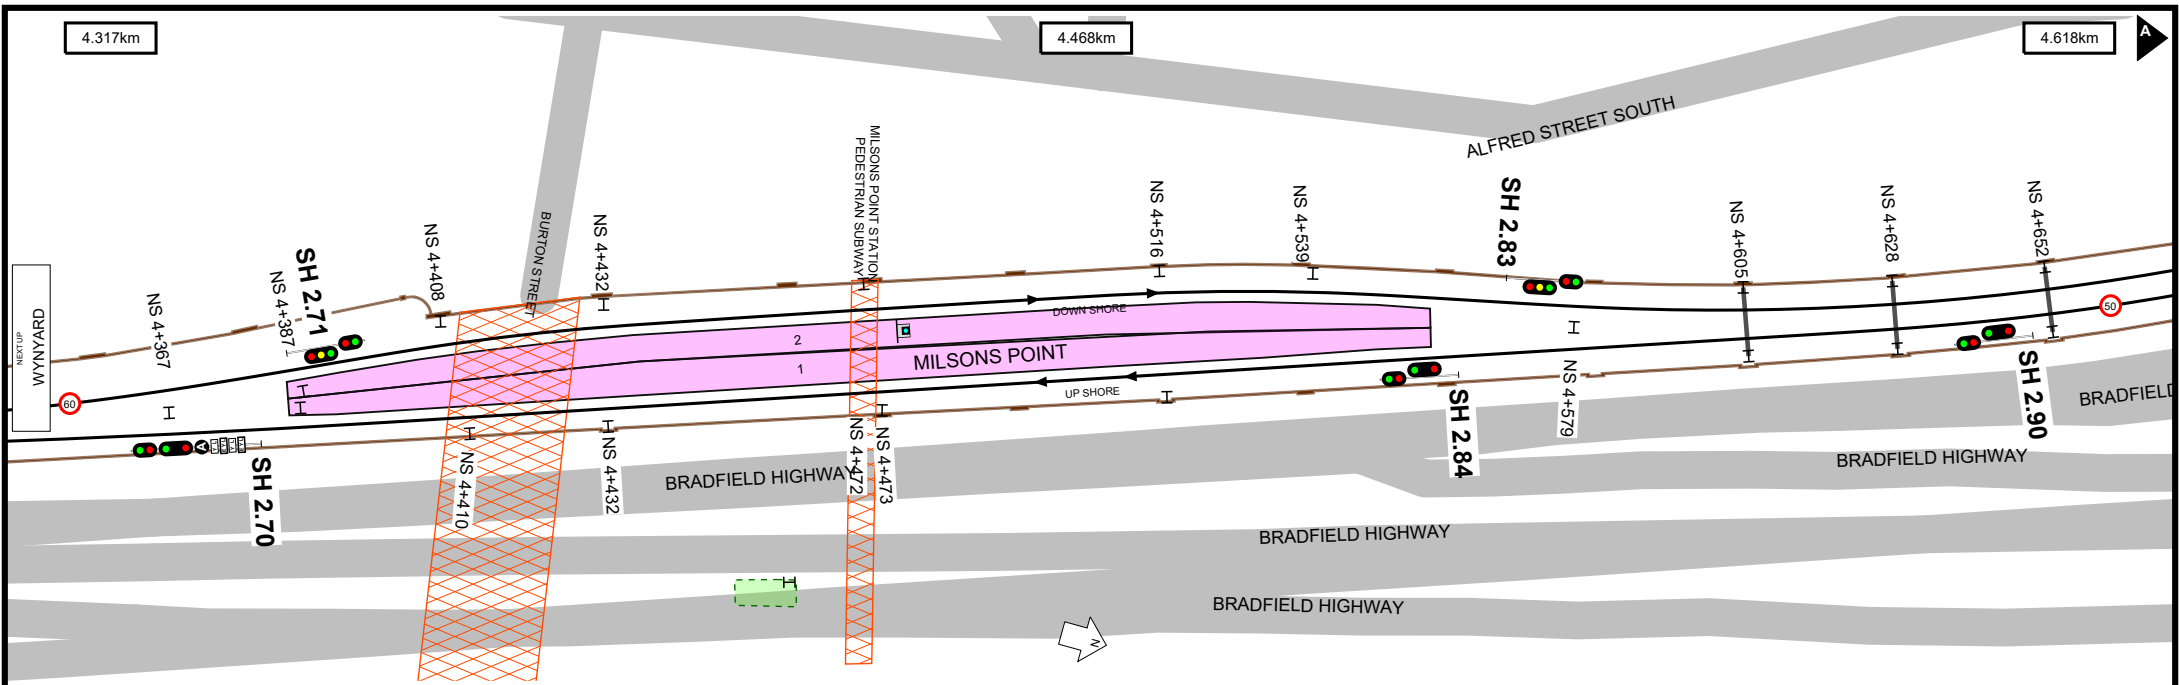 4.317km
4.468km
4.618km
A
ALFRED STREET SOUTH
MILSONS POINT STATION
PEDESTRIAN SUBWAY
BURTON STREET
NS 4+367
NS 4+387
SH 2.71
NS 4+408
NS 4+432
NS 4+516
NS 4+539
SH 2.83
NS 4+605
NS 4+628
NS 4+652
NEXT UP
WYNYARD
60
50
DOWN SHORE
2
MILSONS POINT
1
UP SHORE
A
SH 2.70
NS 4+410
NS 4+432
NS 4+472
NS 4+473
SH 2.84
NS 4+579
SH 2.90
BRADFIELD
BRADFIELD HIGHWAY
BRADFIELD HIGHWAY
BRADFIELD HIGHWAY
BRADFIELD HIGHWAY
N